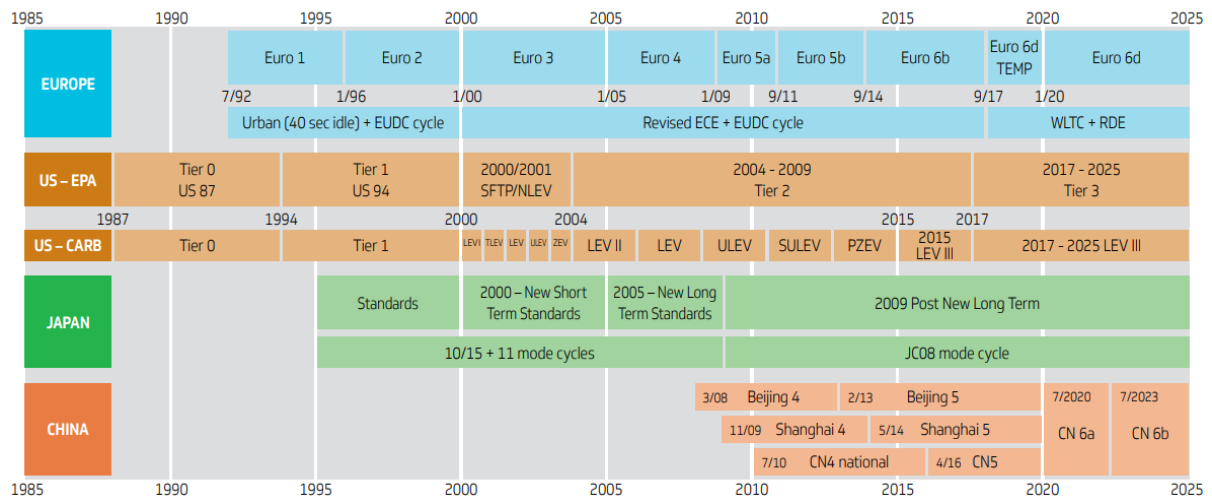 1985 1990 1995 2000 2005 2010 2015 2020 2025
EUROPE
Euro 1 Euro 2 Euro 3 Euro 4 Euro 5a Euro 5b Euro 6b Euro 6d TEMP Euro 6d
7/92 1/96 1/00 1/05 1/09 9/11 9/14 9/17 1/20
Urban (40 sec idle) + EUDC cycle Revised ECE + EUDC cycle WLTC + RDE
US – EPA
Tier 0 Tier 1 2000/2001 2004 - 2009 2017 - 2025
US 87 US 94 SFTP/NLEV Tier 2 Tier 3
1987 1994 2000 2004 2015 2017
US – CARB
Tier 0 Tier 1 LEV I TLEV LEV ULEV ZEV LEV II LEV ULEV SULEV PZEV 2015 LEV III 2017 - 2025 LEV III
JAPAN
Standards 2000 – New Short 2005 – New Long 2009 Post New Long Term
Term Standards Term Standards
10/15 + 11 mode cycles JC08 mode cycle
CHINA
3/08 Beijing 4 2/13 Beijing 5 7/2020 7/2023
11/09 Shanghai 4 5/14 Shanghai 5 CN 6a CN 6b
7/10 CN4 national 4/16 CN5
1985 1990 1995 2000 2005 2010 2015 2020 2025